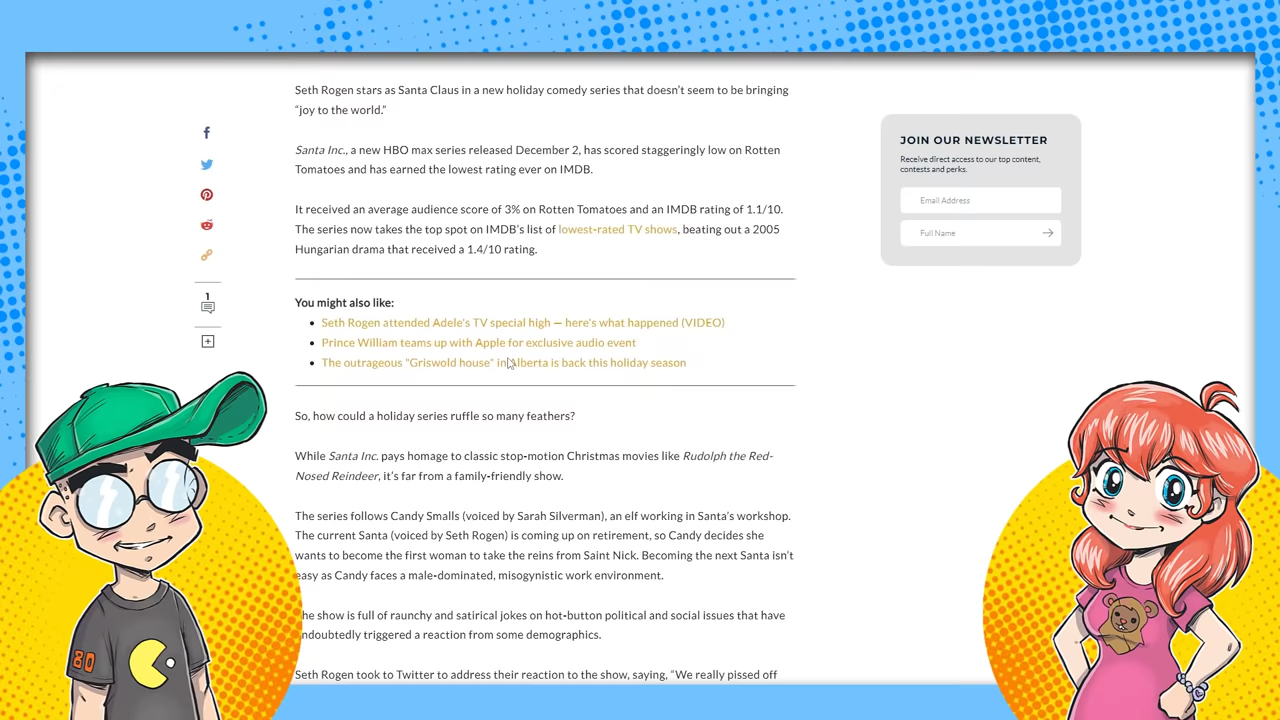 Seth Rogen stars as Santa Claus in a new holiday comedy series that doesn't seem to be bringing
“joy to the world.”
Santa Inc., a new HBO max series released December 2, has scored staggeringly low on Rotten
Tomatoes and has earned the lowest rating ever on IMDB.
It received an average audience score of 3% on Rotten Tomatoes and an IMDB rating of 1.1/10.
The series now takes the top spot on IMDB's list of lowest-rated TV shows, beating out a 2005
Hungarian drama that received a 1.4/10 rating.
You might also like:
Seth Rogen attended Adele's TV special high — here's what happened (VIDEO)
Prince William teams up with Apple for exclusive audio event
The outrageous "Griswold house" in Alberta is back this holiday season
So, how could a holiday series ruffle so many feathers?
While Santa Inc. pays homage to classic stop-motion Christmas movies like Rudolph the Red-
Nosed Reindeer, it's far from a family-friendly show.
The series follows Candy Smalls (voiced by Sarah Silverman), an elf working in Santa's workshop.
The current Santa (voiced by Seth Rogen) is coming up on retirement, so Candy decides she
wants to become the first woman to take the reins from Saint Nick. Becoming the next Santa isn't
easy as Candy faces a male-dominated, misogynistic work environment.
The show is full of raunchy and satirical jokes on hot-button political and social issues that have
undoubtedly triggered a reaction from some demographics.
Seth Rogen took to Twitter to address their reaction to the show, saying, “We really pissed off
1
JOIN OUR NEWSLETTER
Receive direct access to our top content,
contests and perks.
Email Address
Full Name
80